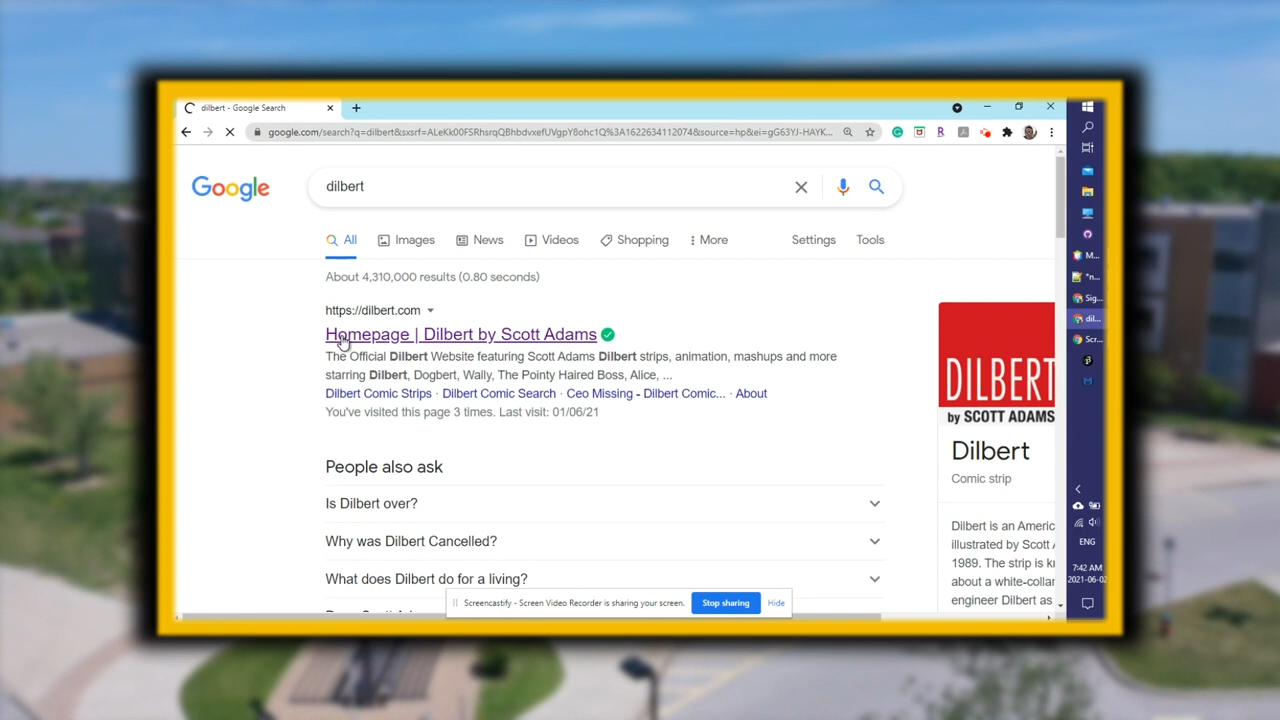 dilbert - Google Search
google.com/search?q=dilbert&sxsrf=ALeKk00FSRhsrqQBhbdvxefUVgpY8ohc1Q%3A1622634112074&source=hp&ei=gG63YJ-HAYK...
Google
dilbert
All Images News Videos Shopping More Settings Tools
About 4,310,000 results (0.80 seconds)
https://dilbert.com
Homepage | Dilbert by Scott Adams
The Official Dilbert Website featuring Scott Adams Dilbert strips, animation, mashups and more
starring Dilbert, Dogbert, Wally, The Pointy Haired Boss, Alice, ...
Dilbert Comic Strips · Dilbert Comic Search · Ceo Missing - Dilbert Comic... · About
You've visited this page 3 times. Last visit: 01/06/21
People also ask
Is Dilbert over?
Why was Dilbert Cancelled?
What does Dilbert do for a living?
DILBERT
by SCOTT ADAMS
Dilbert
Comic strip
Dilbert is an Americ
illustrated by Scott A
1989. The strip is kn
about a white-collar
engineer Dilbert as
Screencastify - Screen Video Recorder is sharing your screen. Stop sharing Hide
M...
*n...
Sig...
dil...
Scr...
ENG
7:42 AM
2021-06-02